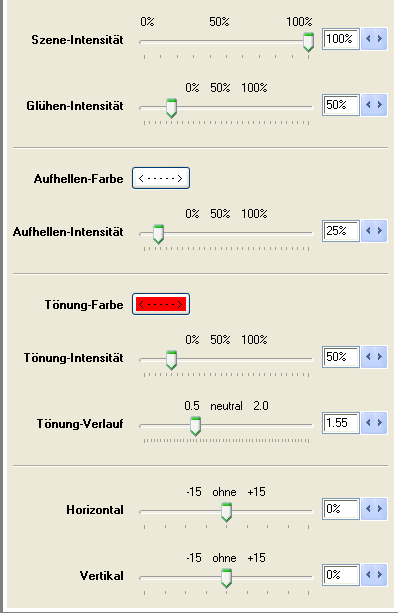 0% 50% 100%
Szene-Intensität 100%
0% 50% 100%
Glühen-Intensität 50%
Aufhellen-Farbe <----->
0% 50% 100%
Aufhellen-Intensität 25%
Tönung-Farbe <----->
0% 50% 100%
Tönung-Intensität 50%
0.5 neutral 2.0
Tönung-Verlauf 1.55
-15 ohne +15
Horizontal 0%
-15 ohne +15
Vertikal 0%